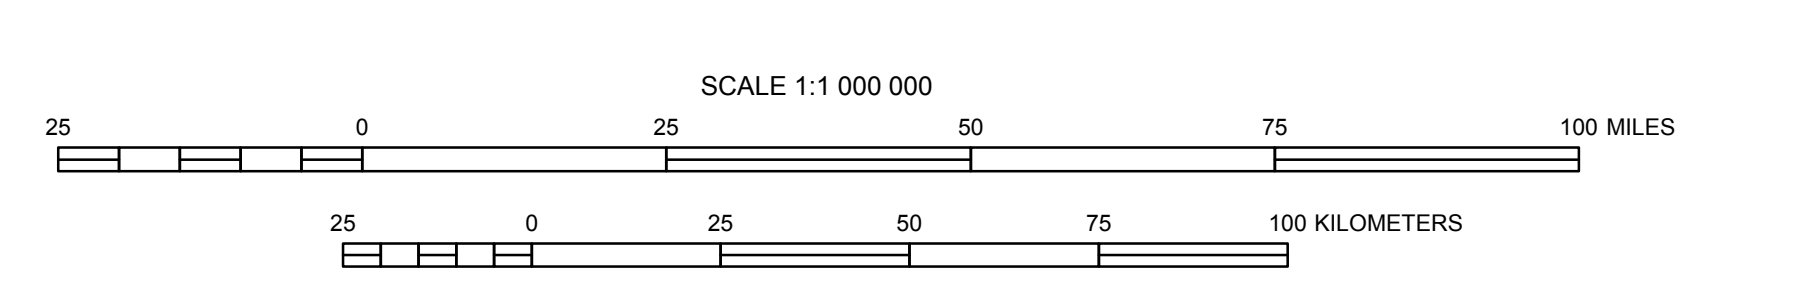 SCALE 1:1 000 000
25 0 25 50 75 100 MILES
25 0 25 50 75 100 KILOMETERS